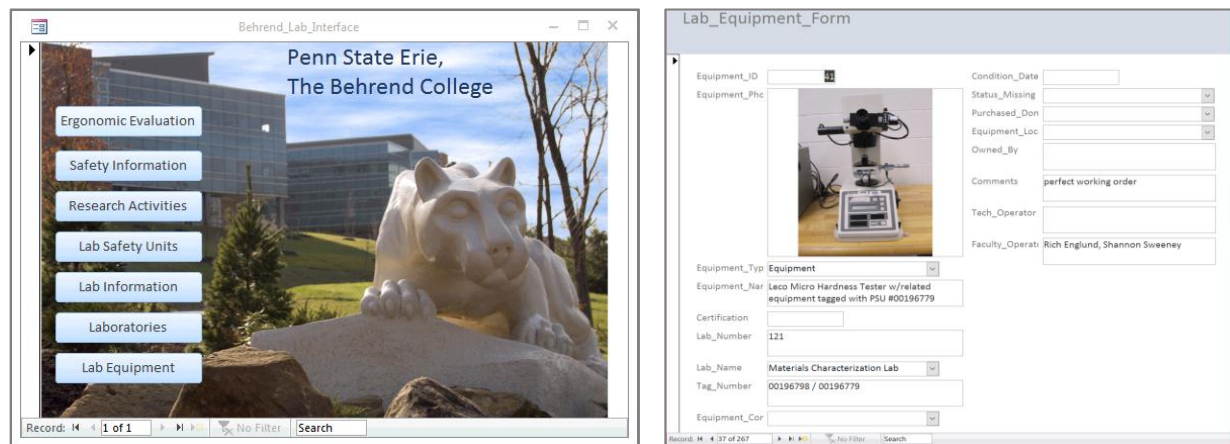 Behrend_Lab_Interface
Penn State Erie,
The Behrend College
Ergonomic Evaluation
Safety Information
Research Activities
Lab Safety Units
Lab Information
Laboratories
Lab Equipment
Record: 1 of 1 No Filter Search
Lab_Equipment_Form
Equipment_ID 41
Equipment_Phc
Equipment_Typ Equipment
Equipment_Nar Leco Micro Hardness Tester w/related
equipment tagged with PSU #00196779
Certification
Lab_Number 121
Lab_Name Materials Characterization Lab
Tag_Number 00196798 / 00196779
Equipment_Cor
Condition_Date
Status_Missing
Purchased_Don
Equipment_Loc
Owned_By
Comments perfect working order
Tech_Operator
Faculty_Operat Rich Englund, Shannon Sweeney
Record: 37 of 267 No Filter Search